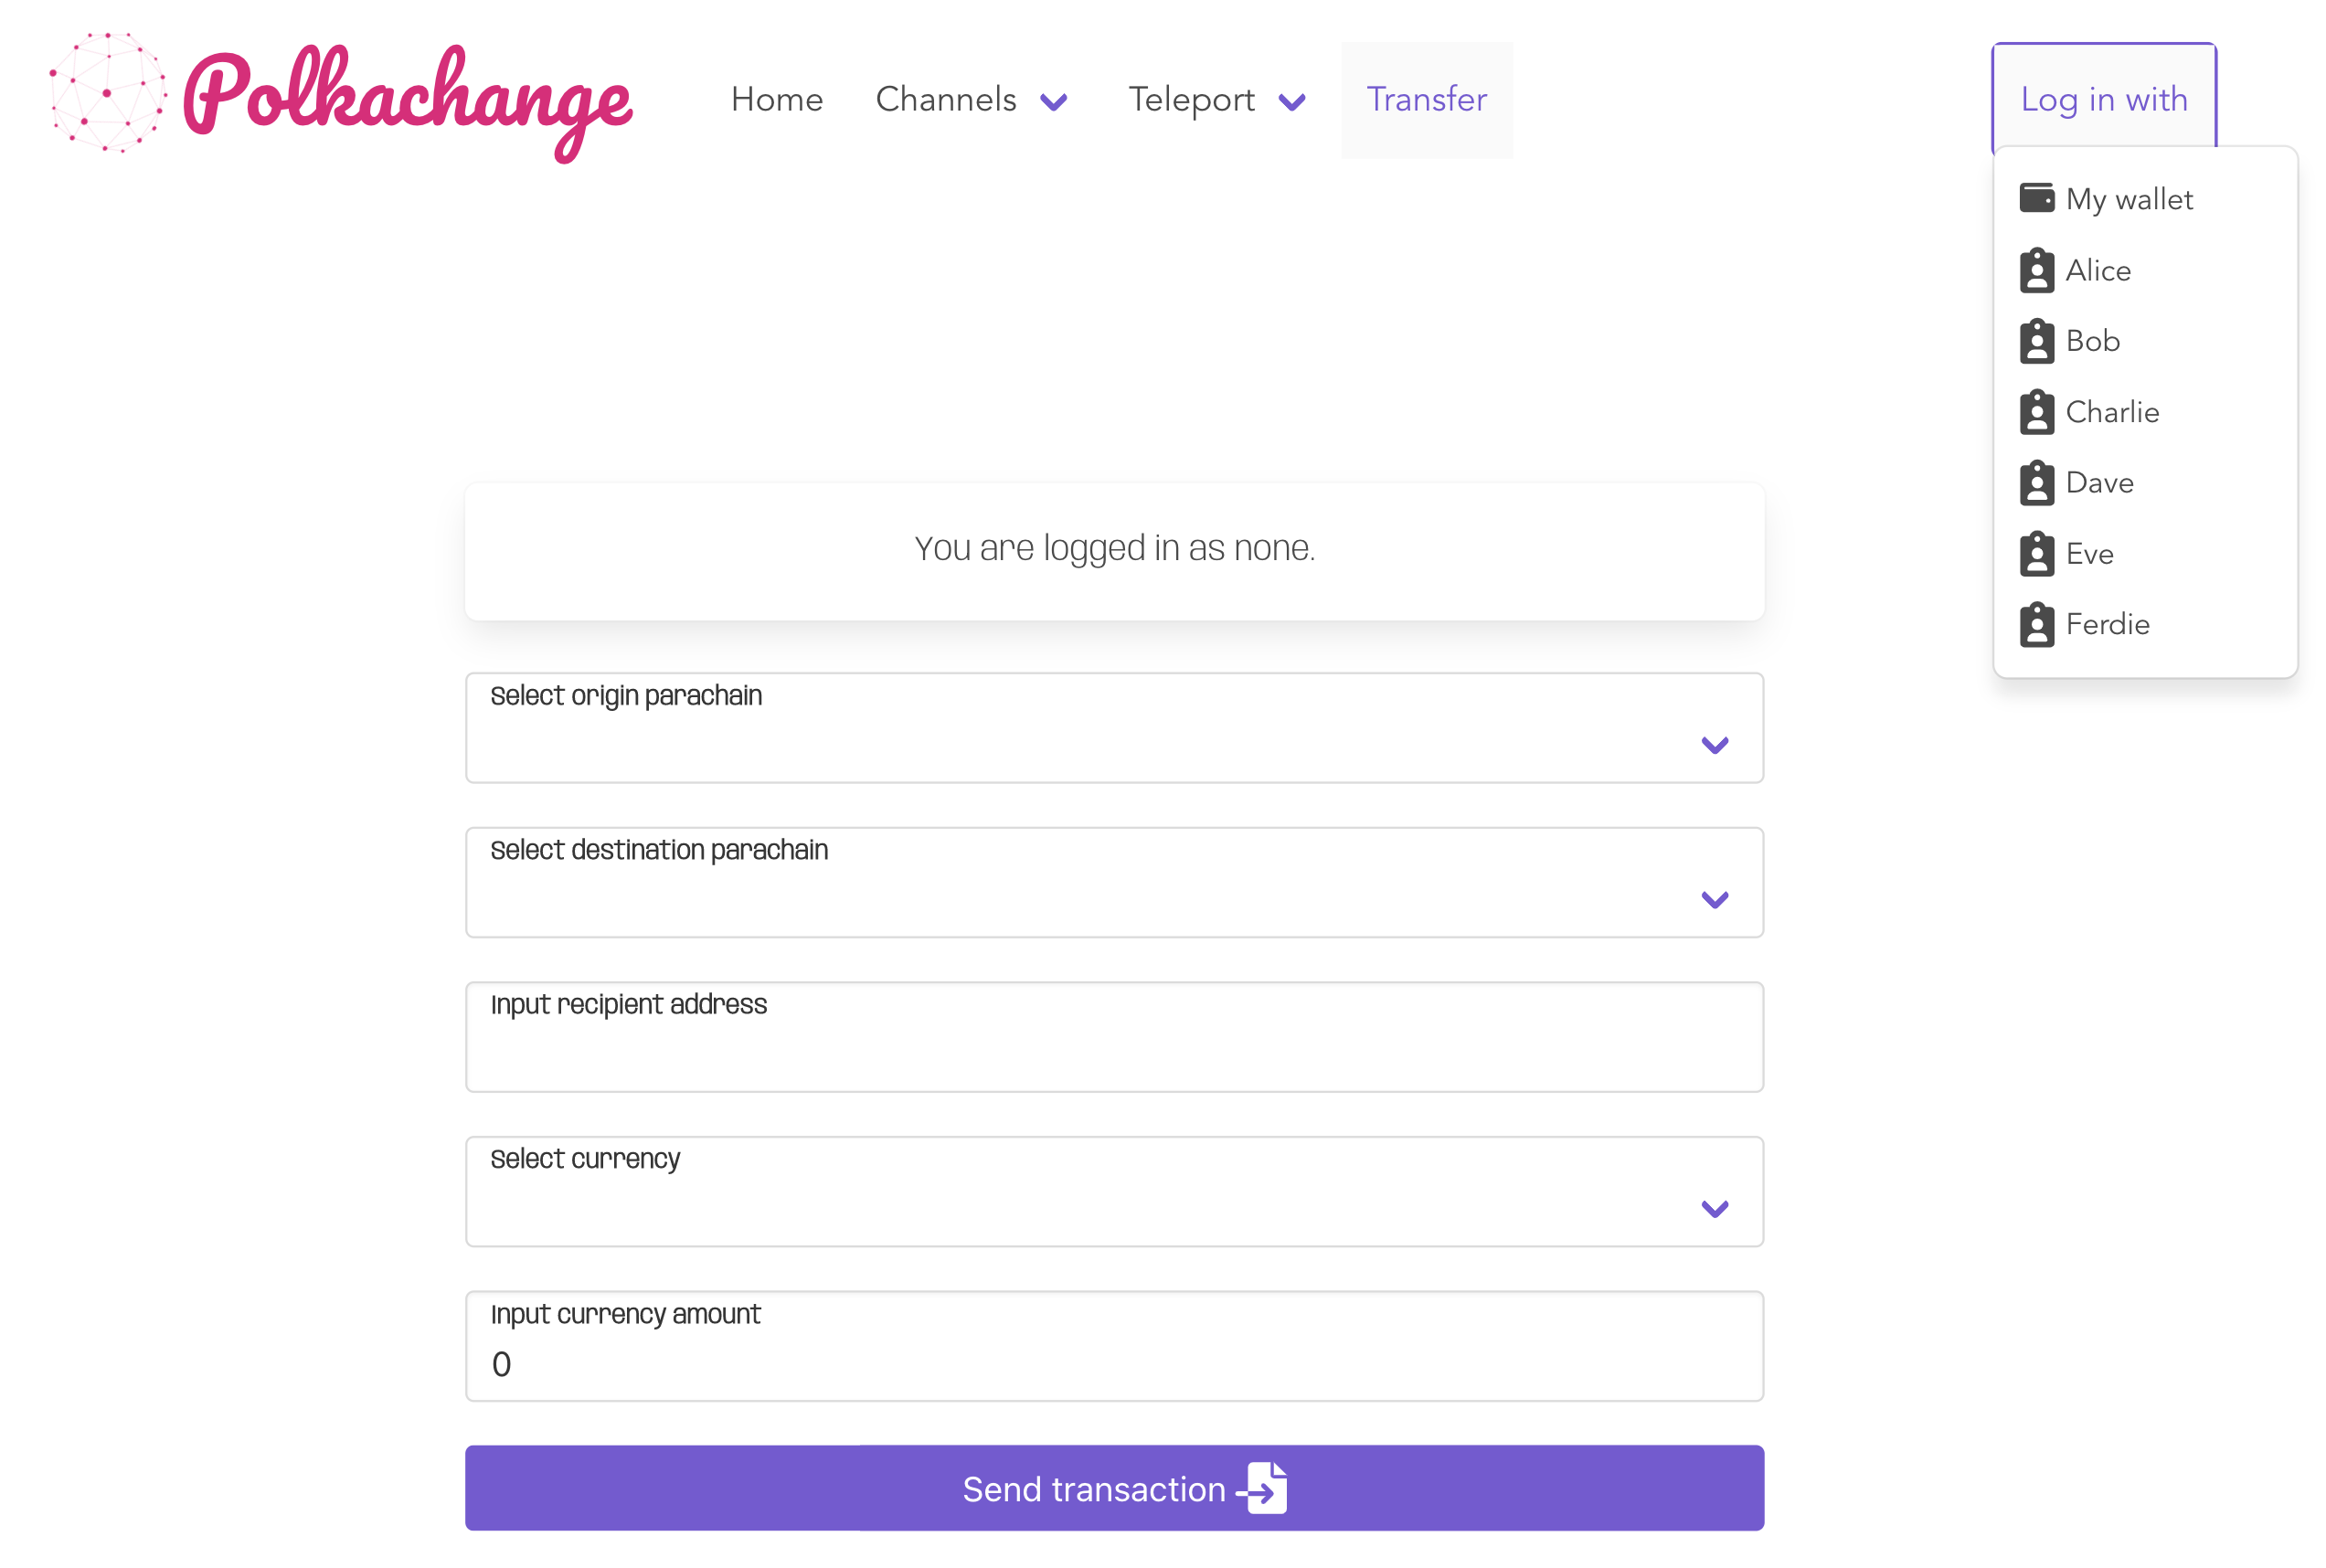 Polkachange
Home Channels Teleport Transfer
Log in with
My wallet
Alice
Bob
Charlie
Dave
Eve
Ferdie
You are logged in as none.
Select origin parachain
Select destination parachain
Input recipient address
Select currency
Input currency amount
0
Send transaction